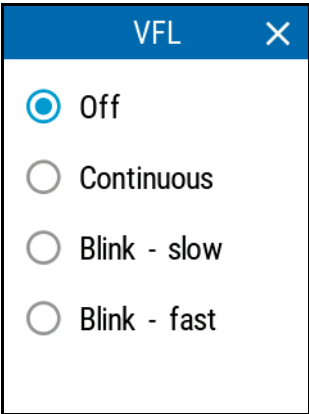 VFL
Off
Continuous
Blink - slow
Blink - fast